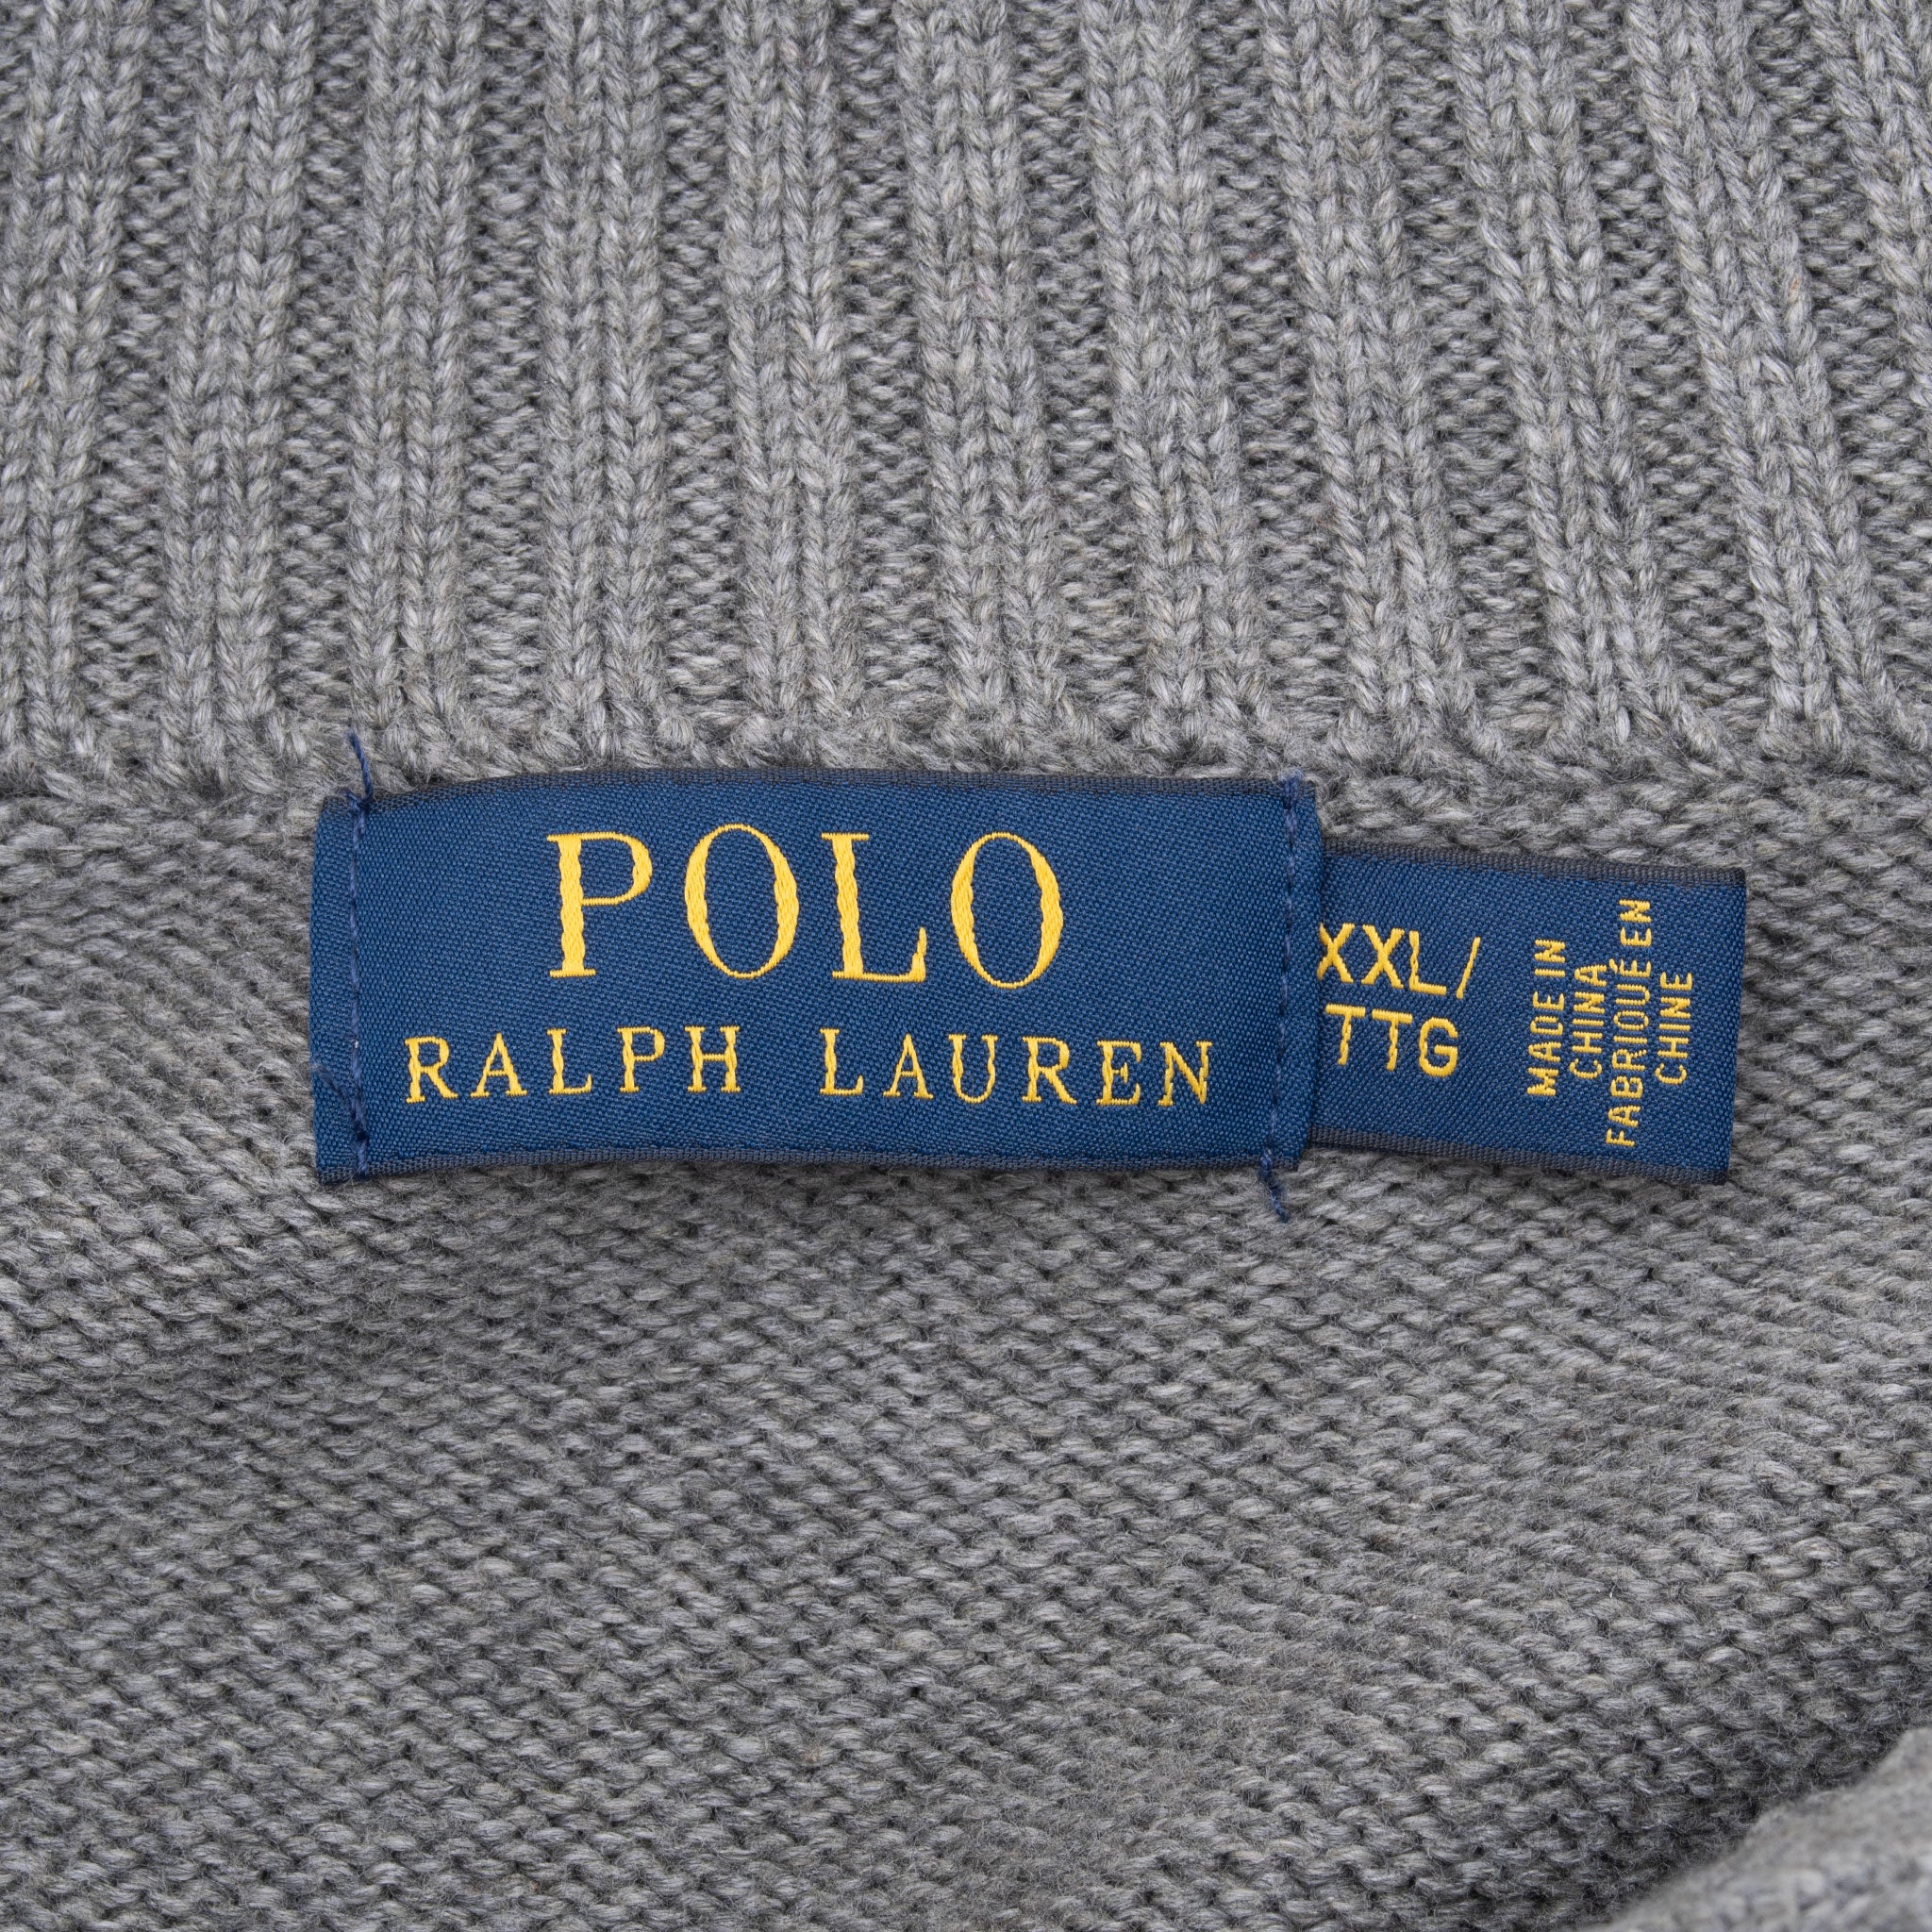 POLO
RALPH LAUREN
XXL/
TTG
MADE IN
CHINA
FABRIQUÉ EN
CHINE